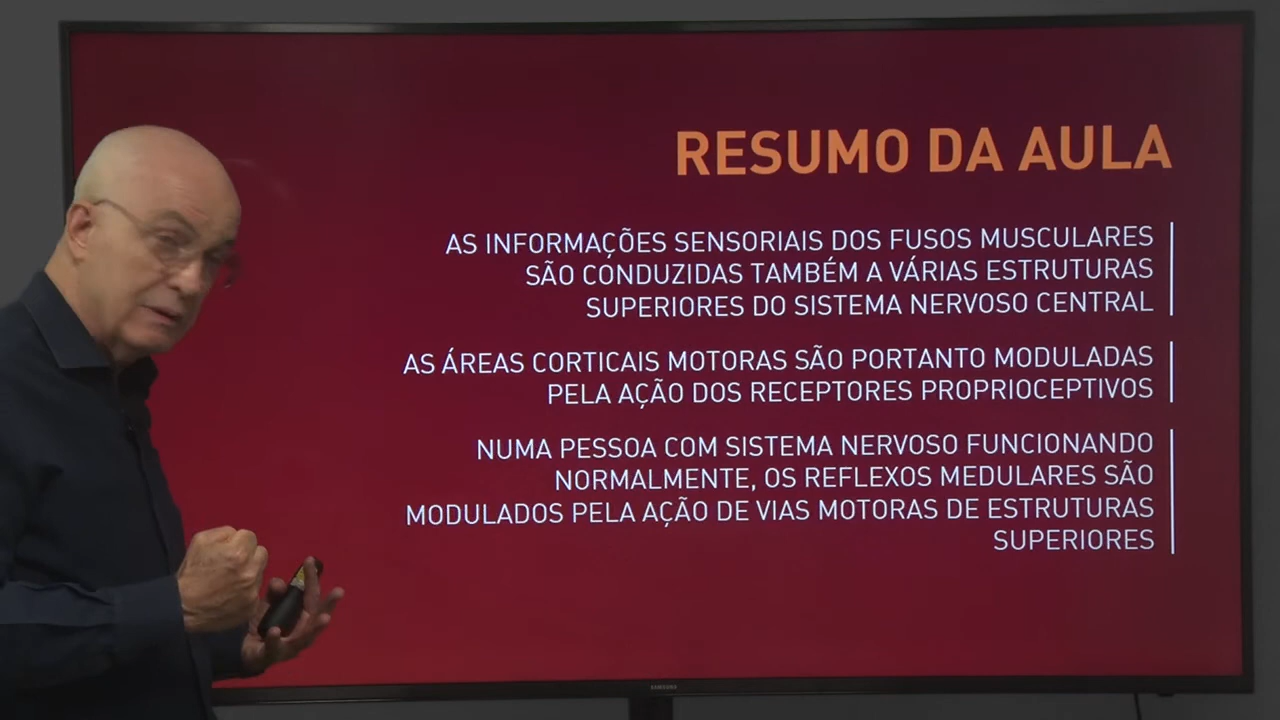 RESUMO DA AULA
AS INFORMAÇÕES SENSORIAIS DOS FUSOS MUSCULARES
SÃO CONDUZIDAS TAMBÉM A VÁRIAS ESTRUTURAS
SUPERIORES DO SISTEMA NERVOSO CENTRAL
AS ÁREAS CORTICAIS MOTORAS SÃO PORTANTO MODULADAS
PELA AÇÃO DOS RECEPTORES PROPRIOCEPTIVOS
NUMA PESSOA COM SISTEMA NERVOSO FUNCIONANDO
NORMALMENTE, OS REFLEXOS MEDULARES SÃO
MODULADOS PELA AÇÃO DE VIAS MOTORAS DE ESTRUTURAS
SUPERIORES
SAMSUNG